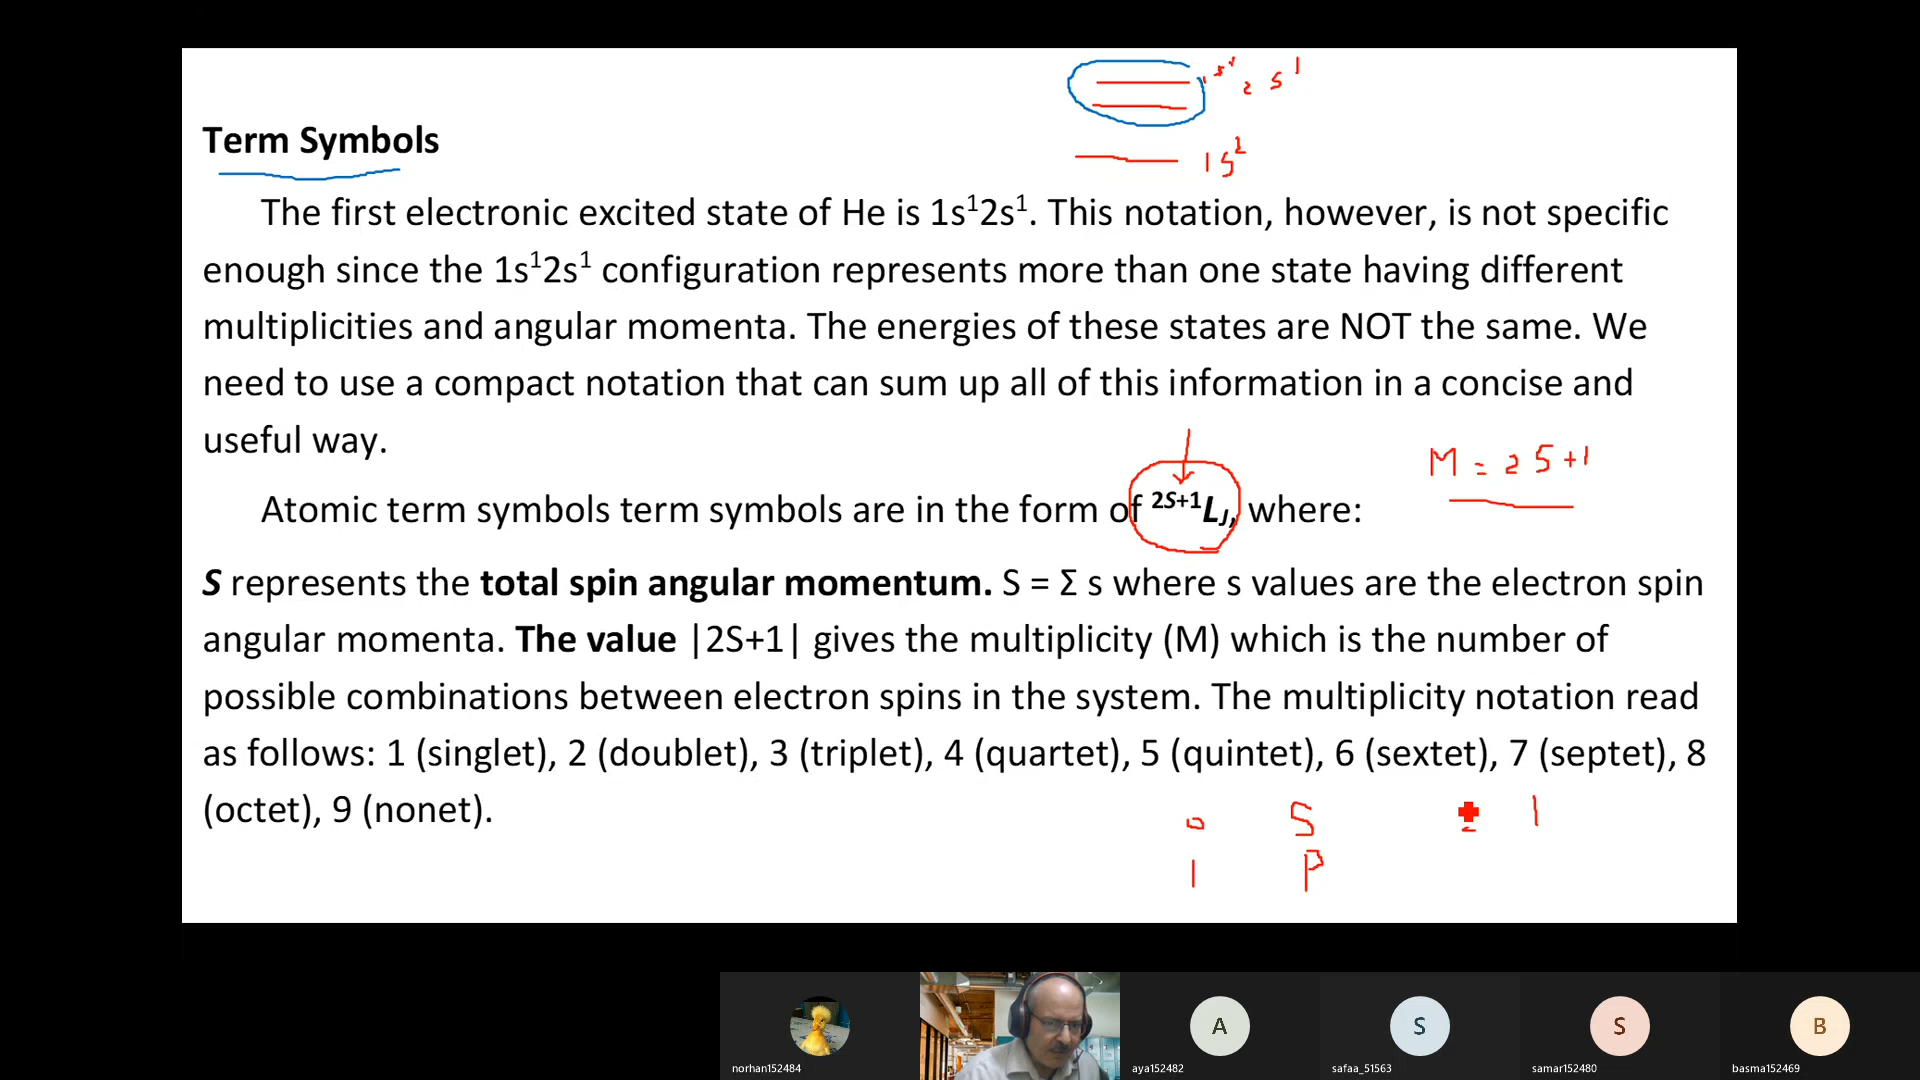 1s¹ 2s¹
Term Symbols
1s²
The first electronic excited state of He is 1s¹2s¹. This notation, however, is not specific
enough since the 1s¹2s¹ configuration represents more than one state having different
multiplicities and angular momenta. The energies of these states are NOT the same. We
need to use a compact notation that can sum up all of this information in a concise and
useful way.
M = 2S+1
Atomic term symbols term symbols are in the form of ²ˢ⁺¹L_J, where:
S represents the total spin angular momentum. S = Σ s where s values are the electron spin
angular momenta. The value |2S+1| gives the multiplicity (M) which is the number of
possible combinations between electron spins in the system. The multiplicity notation read
as follows: 1 (singlet), 2 (doublet), 3 (triplet), 4 (quartet), 5 (quintet), 6 (sextet), 7 (septet), 8
(octet), 9 (nonet).
0 S 1
1 P
A S S B
norhan152484 aya152482 safaa_51563 samar152480 basma152469